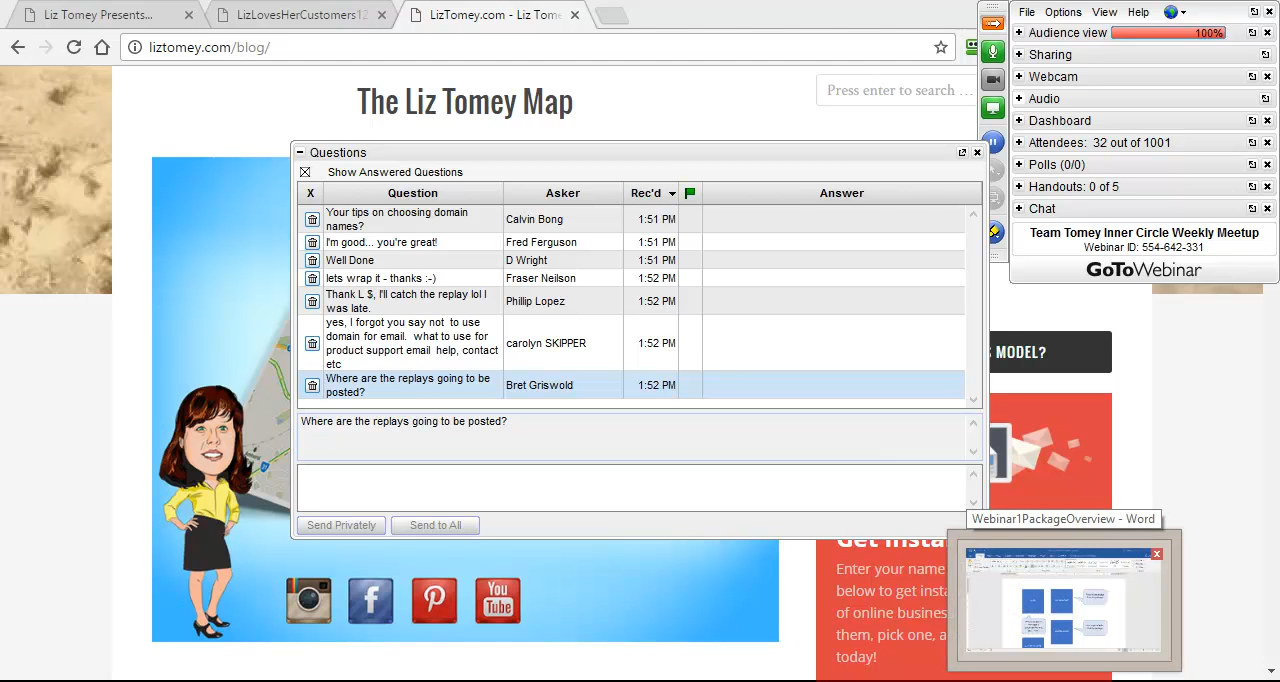 Liz Tomey Presents...
LizLovesHerCustomers12
LizTomey.com - Liz Tome
liztomey.com/blog/
The Liz Tomey Map
Press enter to search …
File Options View Help
Audience view 100%
Sharing
Webcam
Audio
Dashboard
Attendees: 32 out of 1001
Polls (0/0)
Handouts: 0 of 5
Chat
Team Tomey Inner Circle Weekly Meetup
Webinar ID: 554-642-331
GoToWebinar
Questions
Show Answered Questions
X Question Asker Rec'd Answer
Your tips on choosing domain
names?
Calvin Bong 1:51 PM
I'm good... you're great! Fred Ferguson 1:51 PM
Well Done D Wright 1:51 PM
lets wrap it - thanks :-) Fraser Neilson 1:52 PM
Thank L $, I'll catch the replay lol I
was late.
Phillip Lopez 1:52 PM
yes, I forgot you say not to use
domain for email. what to use for
product support email help, contact
etc
carolyn SKIPPER 1:52 PM
Where are the replays going to be
posted?
Bret Griswold 1:52 PM
Where are the replays going to be posted?
Send Privately Send to All
MODEL?
Webinar1PackageOverview - Word
Get Insta
Enter your name
below to get insta
of online business
them, pick one, a
today!
You
Tube